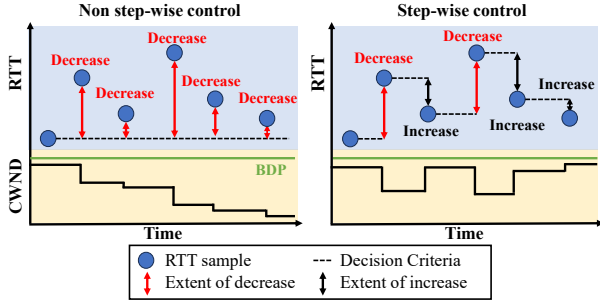 Non step-wise control
Step-wise control
RTT
Decrease
Decrease
Decrease
Decrease
Decrease
BDP
CWND
Time
RTT
Decrease
Decrease
Increase
Increase
Increase
Time
RTT sample
Decision Criteria
Extent of decrease
Extent of increase